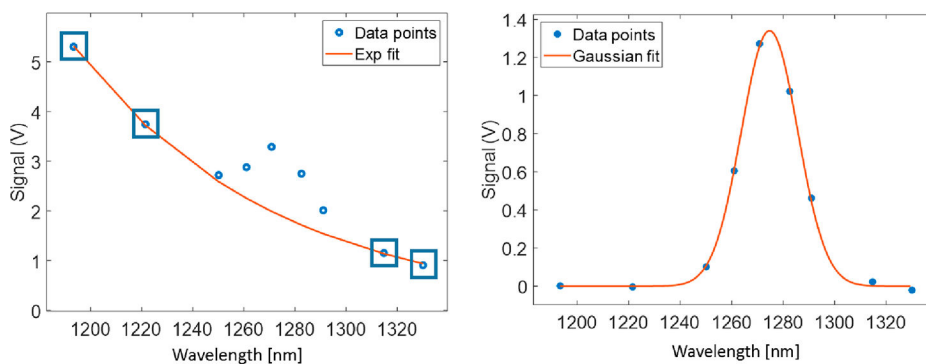 Data points
Exp fit
5
4
3
2
1
0
Signal (V)
1200 1220 1240 1260 1280 1300 1320
Wavelength [nm]
1.4
1.2
1
0.8
0.6
0.4
0.2
0
Signal (V)
Data points
Gaussian fit
1200 1220 1240 1260 1280 1300 1320
Wavelength [nm]